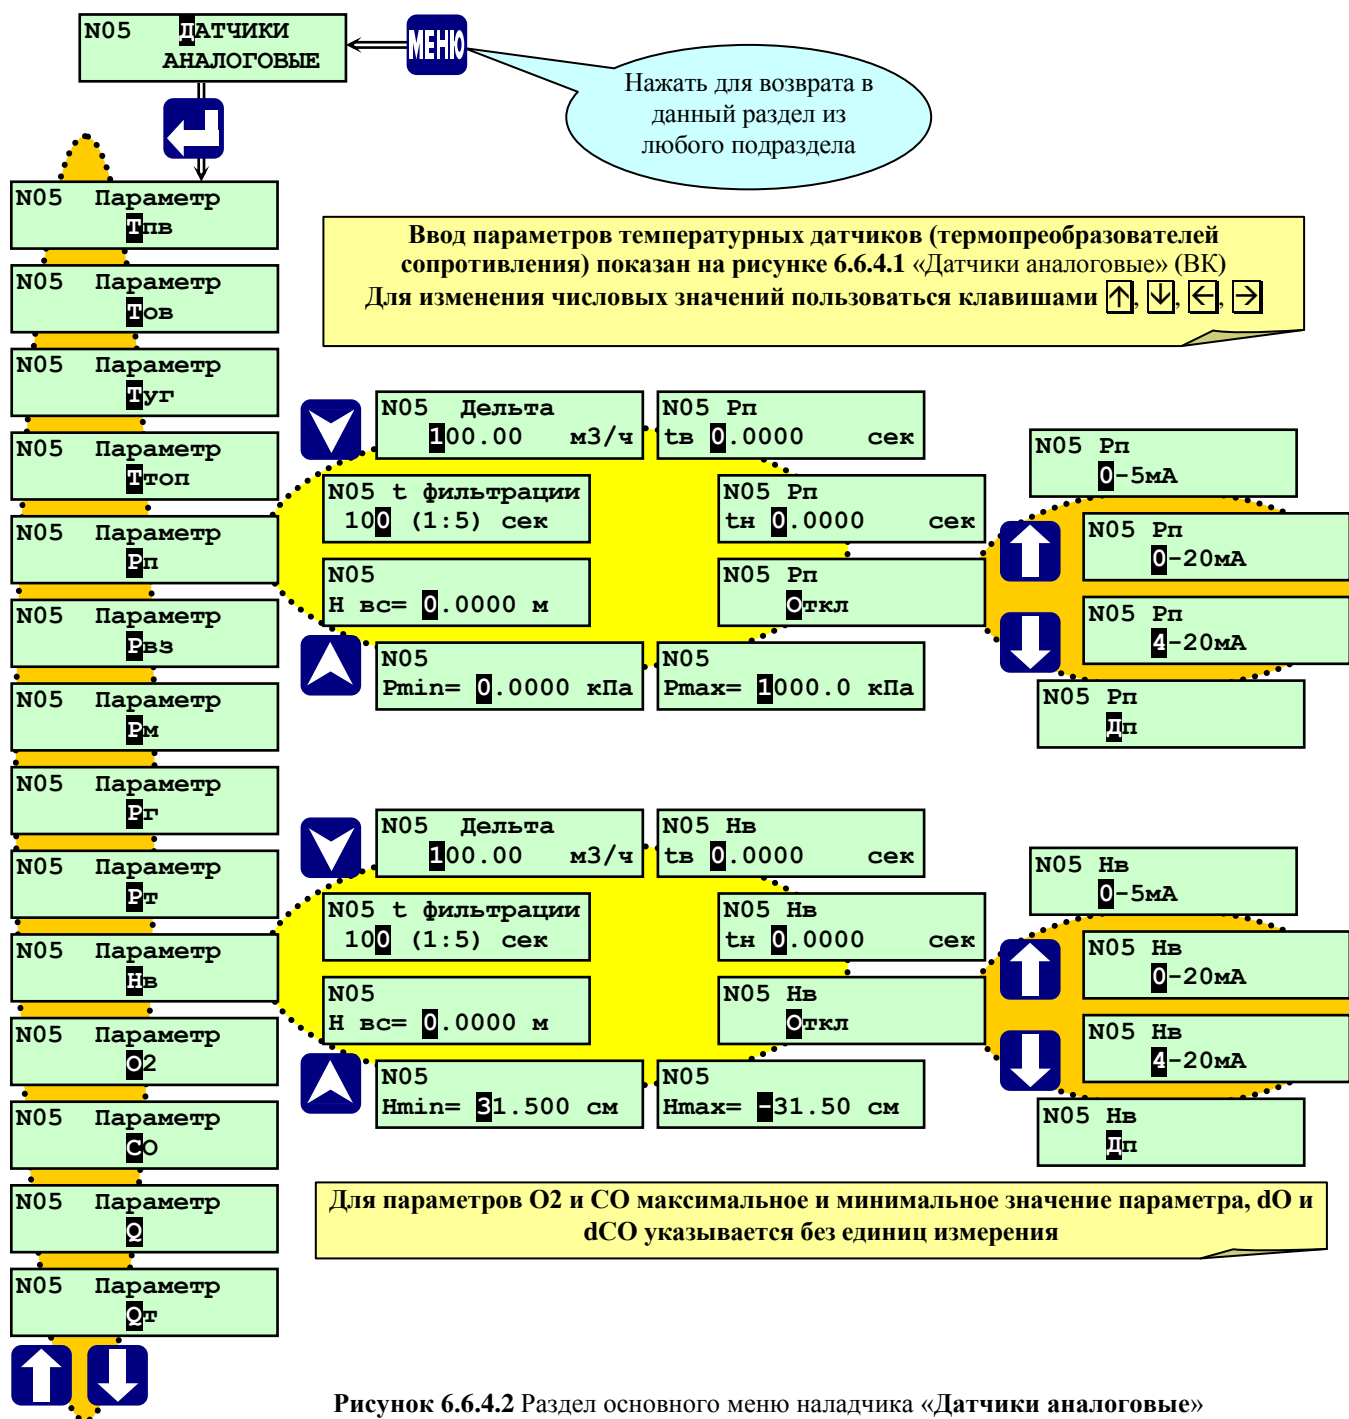 N05 ДАТЧИКИ
АНАЛОГОВЫЕ
МЕНЮ
Нажать для возврата в
данный раздел из
любого подраздела
N05 Параметр
Тпв
N05 Параметр
Тов
N05 Параметр
Туг
N05 Параметр
Ттоп
N05 Параметр
Рп
N05 Параметр
Рвз
N05 Параметр
Рм
N05 Параметр
Рг
N05 Параметр
Рт
N05 Параметр
Нв
N05 Параметр
О2
N05 Параметр
СО
N05 Параметр
Q
N05 Параметр
Qт
Ввод параметров температурных датчиков (термопреобразователей
сопротивления) показан на рисунке 6.6.4.1 «Датчики аналоговые» (ВК)
Для изменения числовых значений пользоваться клавишами ↑, ↓, ←, →
N05 Дельта
100.00 м3/ч
N05 Рп
tв 0.0000 сек
N05 t фильтрации
100 (1:5) сек
N05 Рп
tн 0.0000 сек
N05
Н вс= 0.0000 м
N05 Рп
Откл
N05
Pmin= 0.0000 кПа
N05
Pmax= 1000.0 кПа
N05 Рп
0-5мА
N05 Рп
0-20мА
N05 Рп
4-20мА
N05 Рп
Дп
N05 Дельта
100.00 м3/ч
N05 Нв
tв 0.0000 сек
N05 t фильтрации
100 (1:5) сек
N05 Нв
tн 0.0000 сек
N05
Н вс= 0.0000 м
N05 Нв
Откл
N05
Hmin= 31.500 см
N05
Hmax= -31.50 см
N05 Нв
0-5мА
N05 Нв
0-20мА
N05 Нв
4-20мА
N05 Нв
Дп
Для параметров О2 и СО максимальное и минимальное значение параметра, dО и
dСО указывается без единиц измерения
Рисунок 6.6.4.2 Раздел основного меню наладчика «Датчики аналоговые»